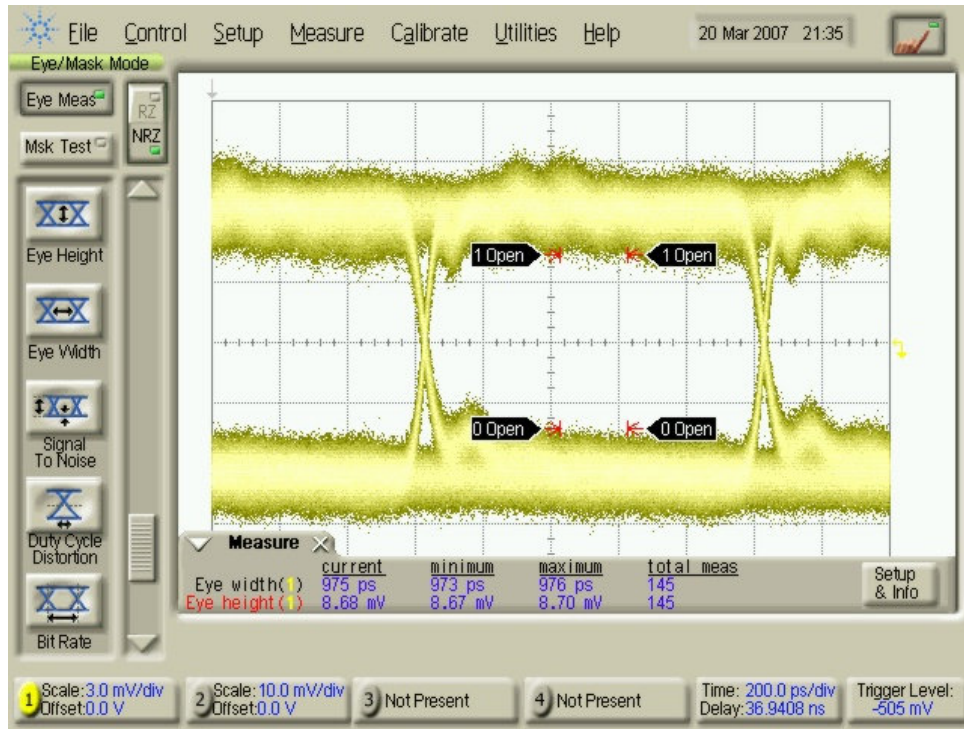 File Control Setup Measure Calibrate Utilities Help 20 Mar 2007 21:35
Eye/Mask Mode
Eye Meas
RZ
NRZ
Msk Test
Eye Height
Eye Width
Signal
To Noise
Duty Cycle
Distortion
Bit Rate
1 Open 1 Open
0 Open 0 Open
Measure
current minimum maximum total meas
Eye width(1) 975 ps 973 ps 976 ps 145
Eye height(1) 8.68 mV 8.67 mV 8.70 mV 145
Setup
& Info
1 Scale:3.0 mV/div
Offset:0.0 V
2 Scale:10.0 mV/div
Offset:0.0 V
3 Not Present
4 Not Present
Time: 200.0 ps/div
Delay:36.9408 ns
Trigger Level:
-505 mV